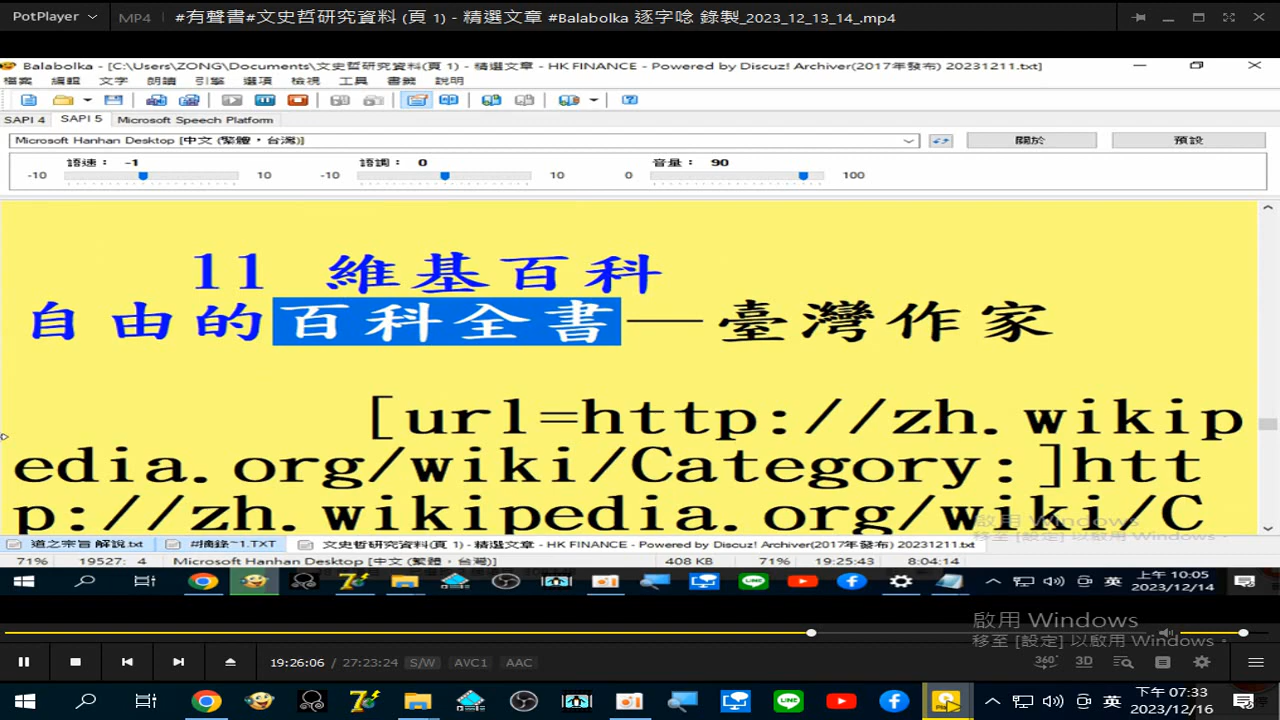 PotPlayer MP4 #有聲書#文史哲研究資料 (頁 1) - 精選文章 #Balabolka 逐字唸 錄製_2023_12_13_14_.mp4
Balabolka - [C:\Users\ZONG\Documents\文史哲研究資料(頁 1) - 精選文章 - HK FINANCE - Powered by Discuz! Archiver(2017年發布) 20231211.txt]
檔案 編輯 文字 朗讀 引擎 選項 檢視 工具 書籤 說明
SAPI 4 SAPI 5 Microsoft Speech Platform
Microsoft Hanhan Desktop [中文 (繁體，台灣)] 關於 預設
語速： -1 語調： 0 音量： 90
-10 10 -10 10 0 100
11 維基百科
自由的百科全書—臺灣作家
[url=http://zh.wikip
edia.org/wiki/Category:]htt
p://zh.wikipedia.org/wiki/C
啟用 Windows
移至 [設定] 以啟用 Windows。
道之宗旨 解說.txt #摘錄~1.TXT 文史哲研究資料(頁 1) - 精選文章 - HK FINANCE - Powered by Discuz! Archiver(2017年發布) 20231211.txt
71% 19527: 4 Microsoft Hanhan Desktop [中文 (繁體，台灣)] 408 KB 71% 19:25:43 8:04:14
英 上午 10:05
2023/12/14
啟用 Windows
移至 [設定] 以啟用 Windows。
19:26:06 / 27:23:24 S/W AVC1 AAC 360° 3D
英 下午 07:33
2023/12/16